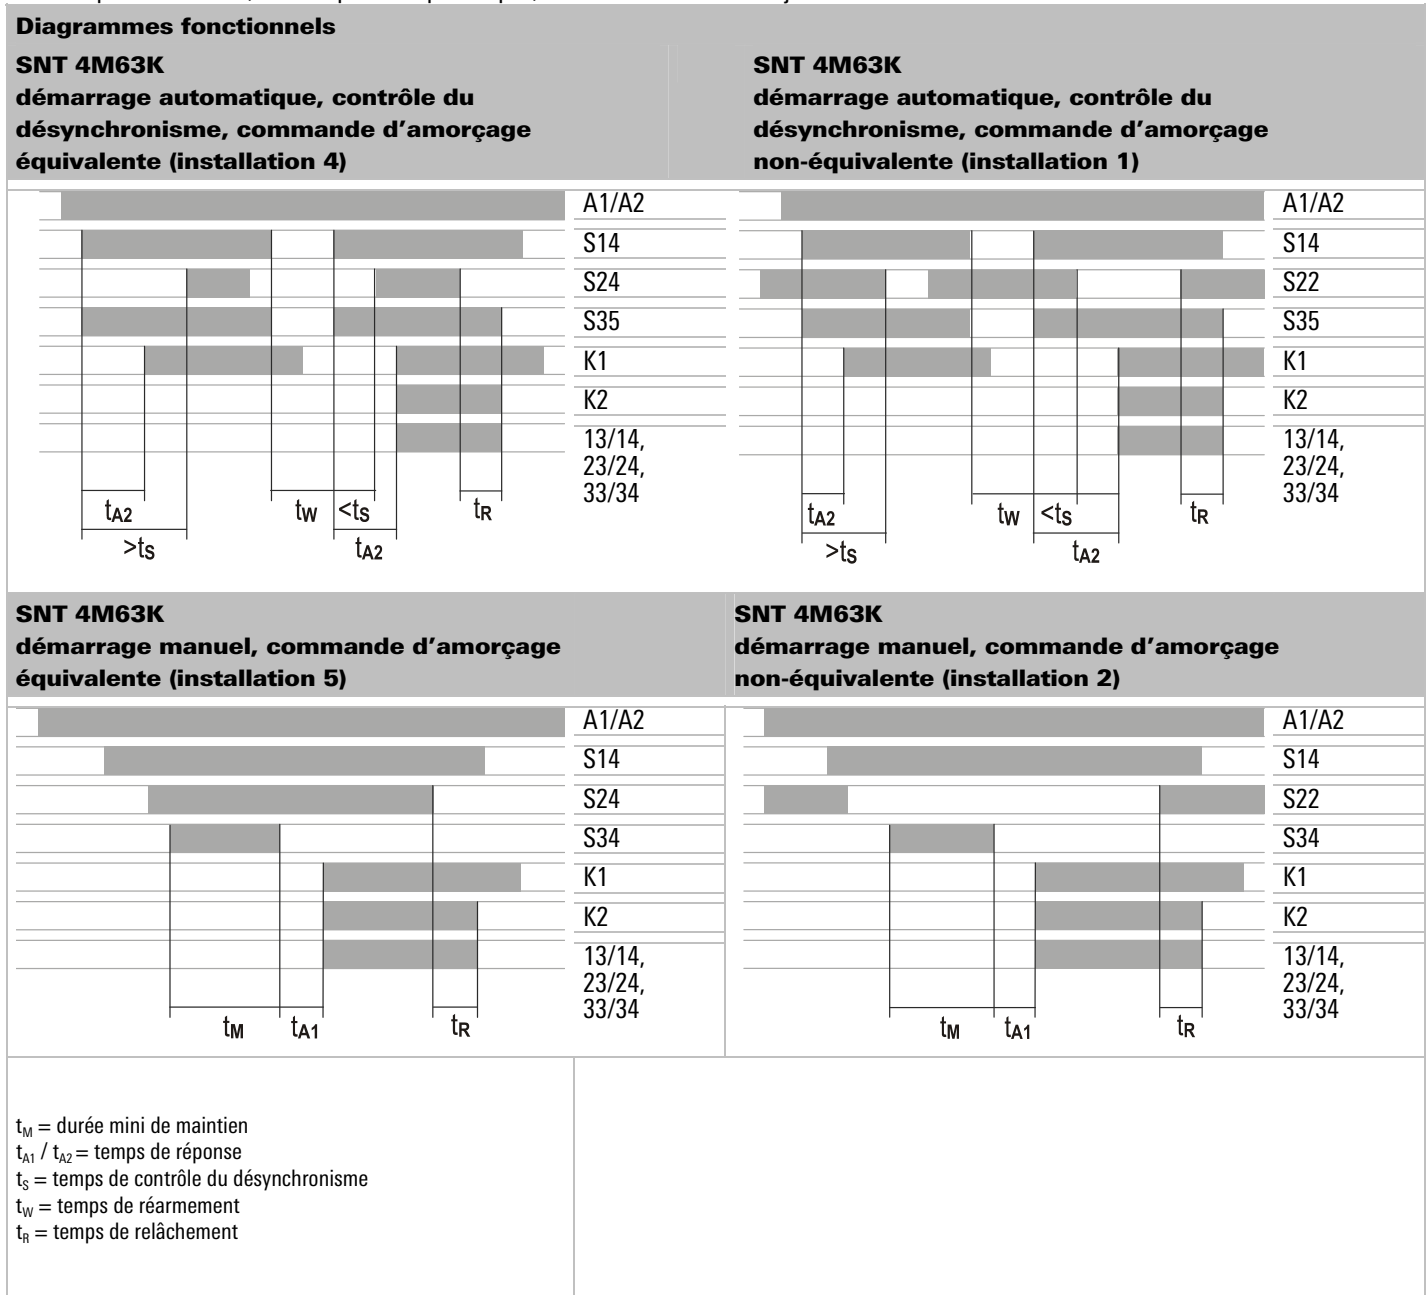 Diagrammes fonctionnels
SNT 4M63K
démarrage automatique, contrôle du
désynchronisme, commande d'amorçage
équivalente (installation 4)
SNT 4M63K
démarrage automatique, contrôle du
désynchronisme, commande d'amorçage
non-équivalente (installation 1)
A1/A2
S14
S24
S35
K1
K2
13/14,
23/24,
33/34
tA2
>tS
tW
<tS
tA2
tR
A1/A2
S14
S22
S35
K1
K2
13/14,
23/24,
33/34
tA2
>tS
tW
<tS
tA2
tR
SNT 4M63K
démarrage manuel, commande d'amorçage
équivalente (installation 5)
SNT 4M63K
démarrage manuel, commande d'amorçage
non-équivalente (installation 2)
A1/A2
S14
S24
S34
K1
K2
13/14,
23/24,
33/34
tM
tA1
tR
A1/A2
S14
S22
S34
K1
K2
13/14,
23/24,
33/34
tM
tA1
tR
tM = durée mini de maintien
tA1 / tA2 = temps de réponse
tS = temps de contrôle du désynchronisme
tW = temps de réarmement
tR = temps de relâchement